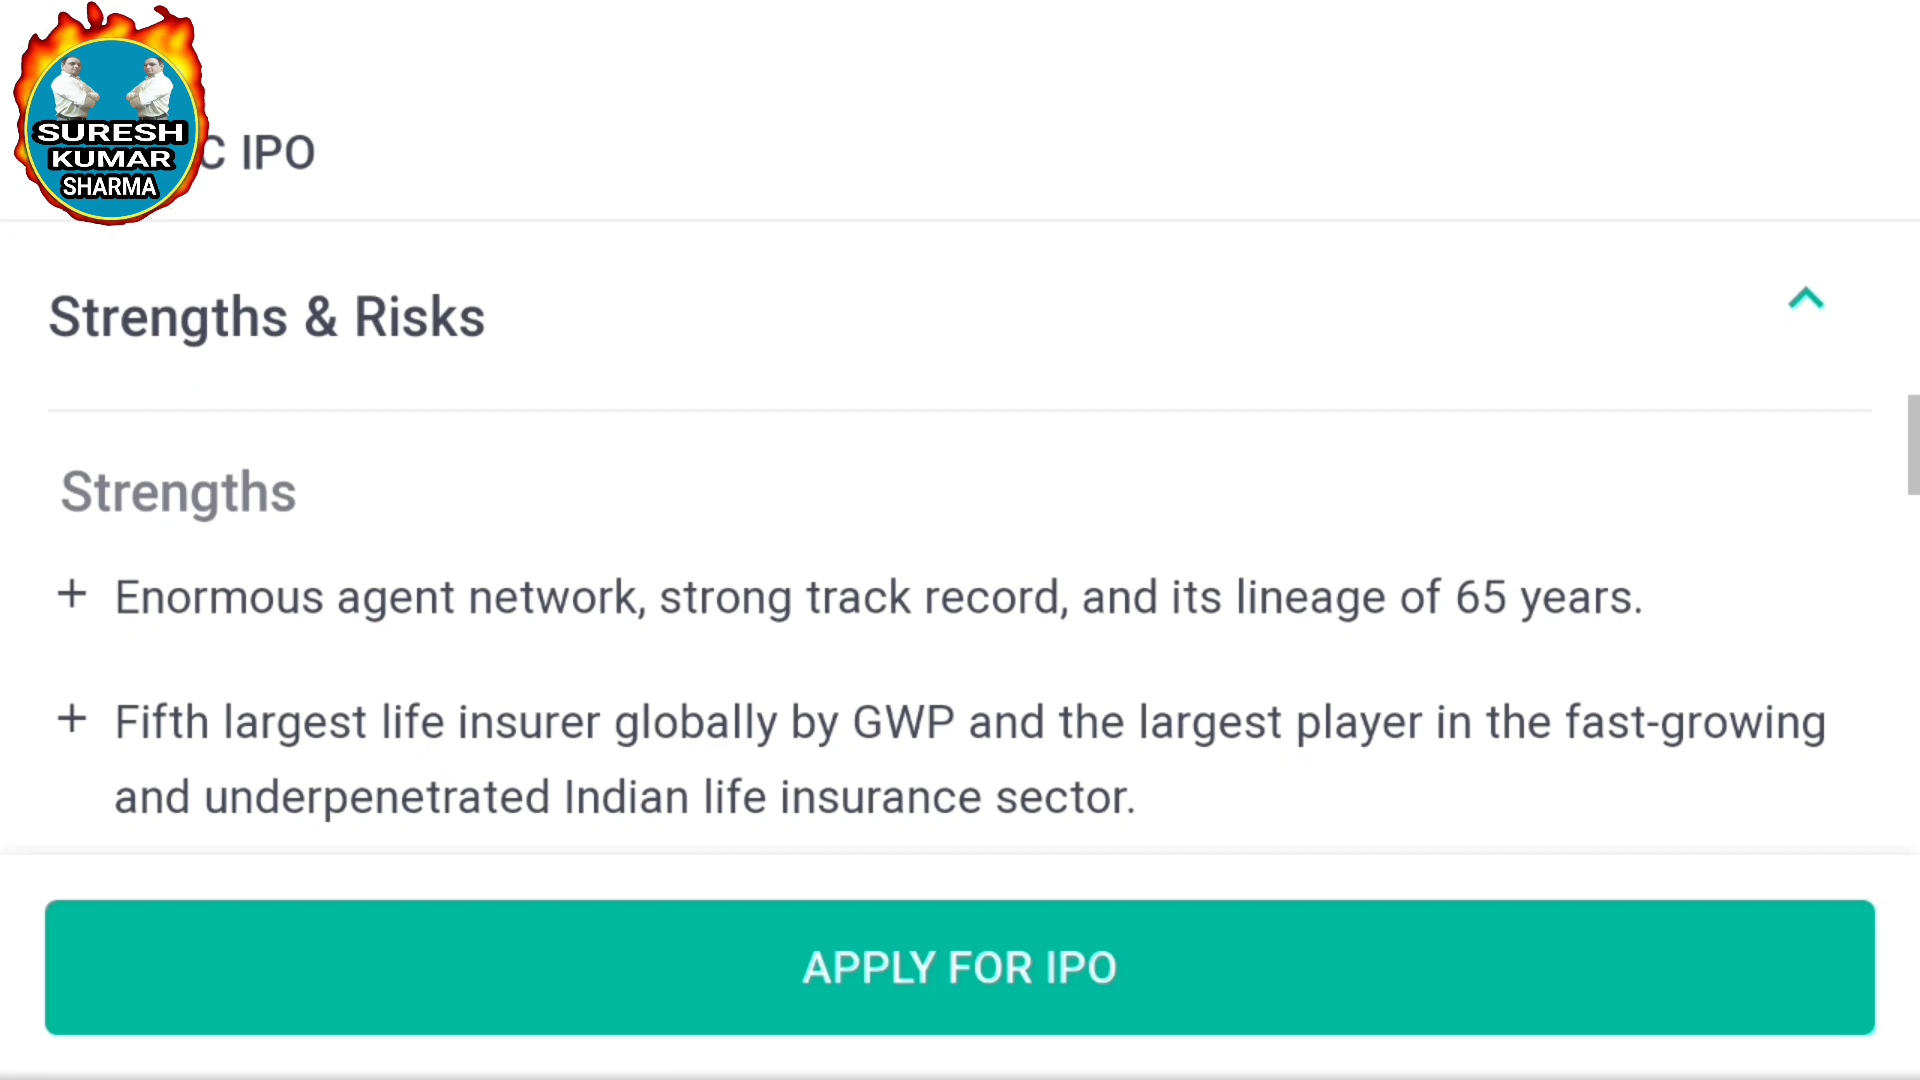 SURESH
KUMAR
SHARMA
C IPO
Strengths & Risks
Strengths
+ Enormous agent network, strong track record, and its lineage of 65 years.
+ Fifth largest life insurer globally by GWP and the largest player in the fast-growing
and underpenetrated Indian life insurance sector.
APPLY FOR IPO